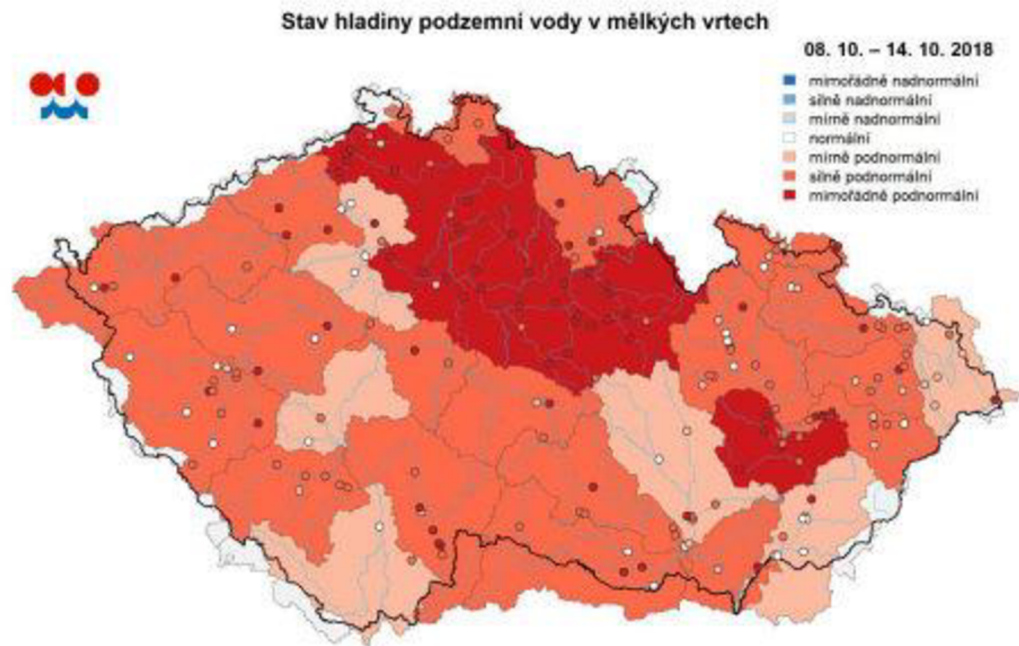 Stav hladiny podzemní vody v mělkých vrtech
08. 10. – 14. 10. 2018
mimořádně nadnormální
silně nadnormální
mírně nadnormální
normální
mírně podnormální
silně podnormální
mimořádně podnormální